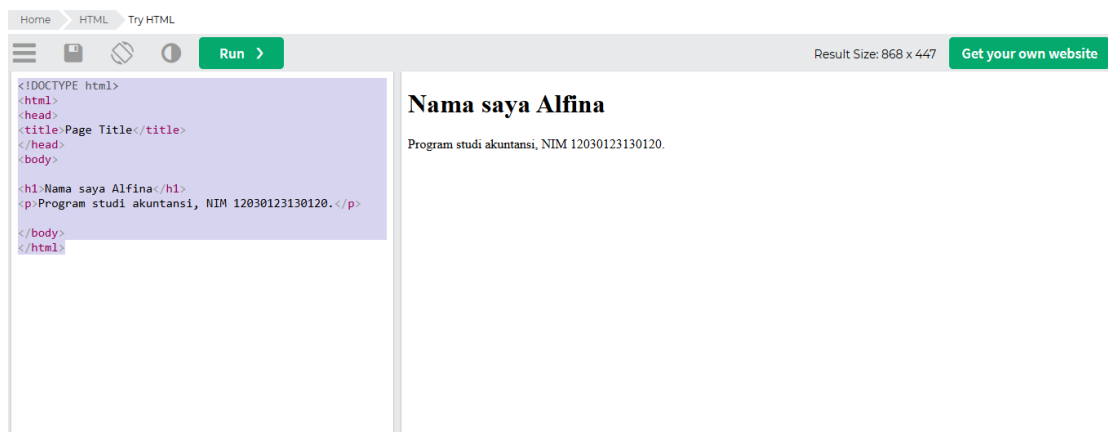 Home HTML Try HTML
Run ❯ Result Size: 868 x 447 Get your own website
<!DOCTYPE html>
<html>
<head>
<title>Page Title</title>
</head>
<body>
<h1>Nama saya Alfina</h1>
<p>Program studi akuntansi, NIM 12030123130120.</p>
</body>
</html>
Nama saya Alfina
Program studi akuntansi, NIM 12030123130120.